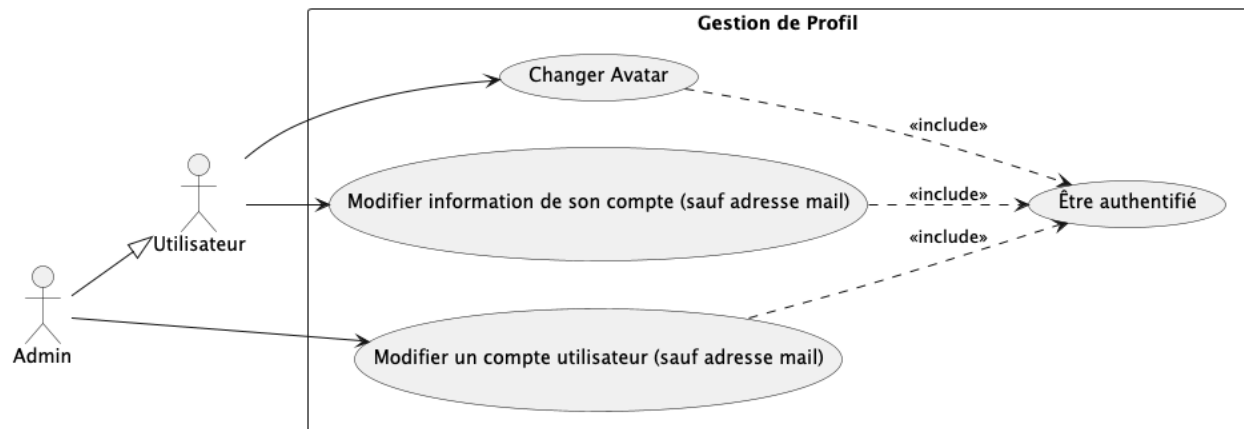 Gestion de Profil
Changer Avatar
«include»
Modifier information de son compte (sauf adresse mail)
«include»
Être authentifié
«include»
Utilisateur
Admin
Modifier un compte utilisateur (sauf adresse mail)